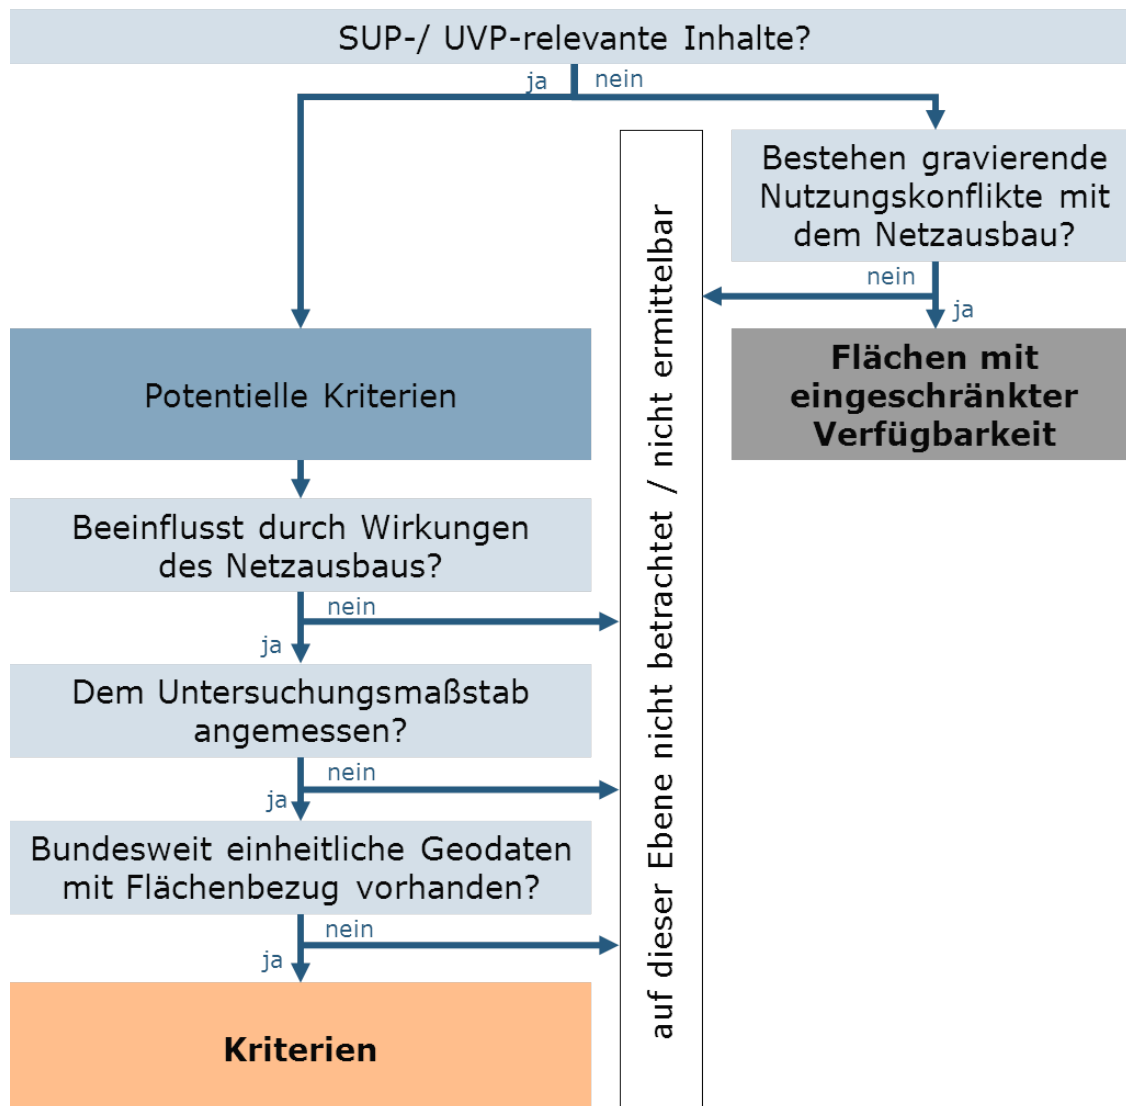 SUP-/ UVP-relevante Inhalte?
ja
nein
Bestehen gravierende
Nutzungskonflikte mit
dem Netzausbau?
nein
ja
Flächen mit
eingeschränkter
Verfügbarkeit
Potentielle Kriterien
Beeinflusst durch Wirkungen
des Netzausbaus?
nein
ja
Dem Untersuchungsmaßstab
angemessen?
nein
ja
Bundesweit einheitliche Geodaten
mit Flächenbezug vorhanden?
nein
ja
Kriterien
auf dieser Ebene nicht betrachtet / nicht ermittelbar